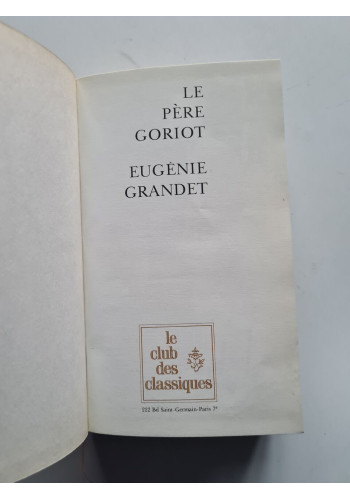 LE
PÈRE
GORIOT
EUGÉNIE
GRANDET
le
club
des
classiques
222 Bd Saint-Germain-Paris 7e